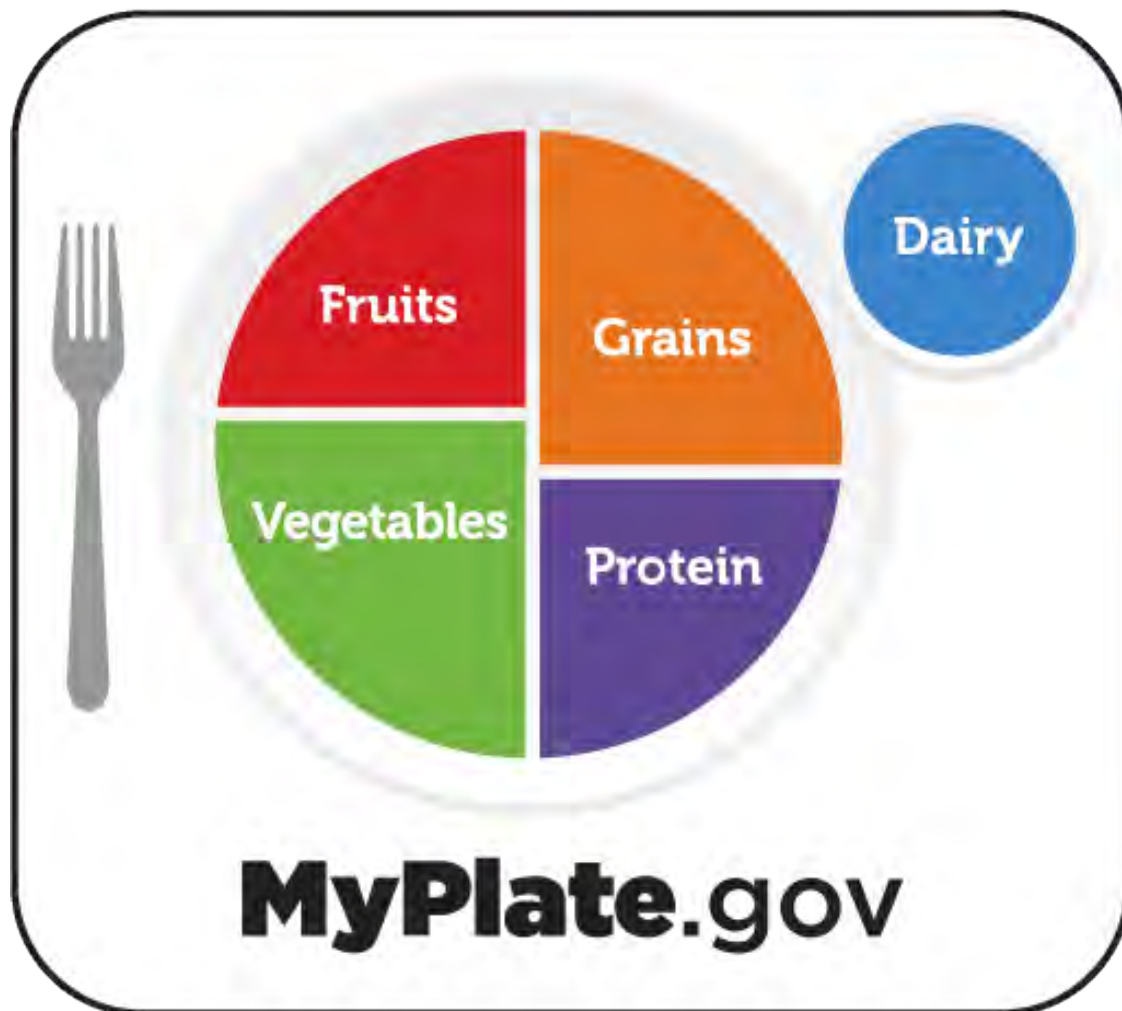 Fruits
Grains
Dairy
Vegetables
Protein
MyPlate.gov